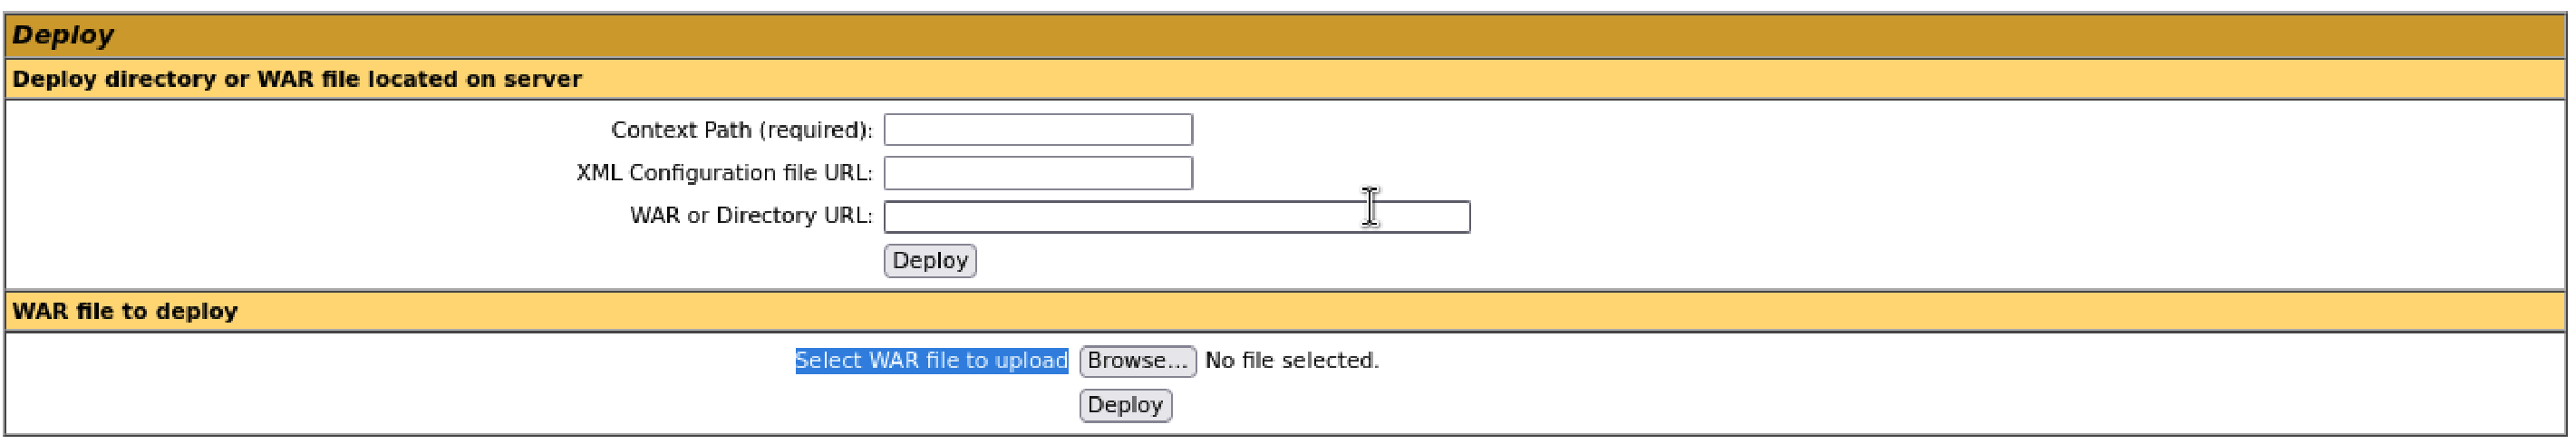 Deploy
Deploy directory or WAR file located on server
Context Path (required):
XML Configuration file URL:
WAR or Directory URL:
Deploy
WAR file to deploy
Select WAR file to upload Browse... No file selected.
Deploy